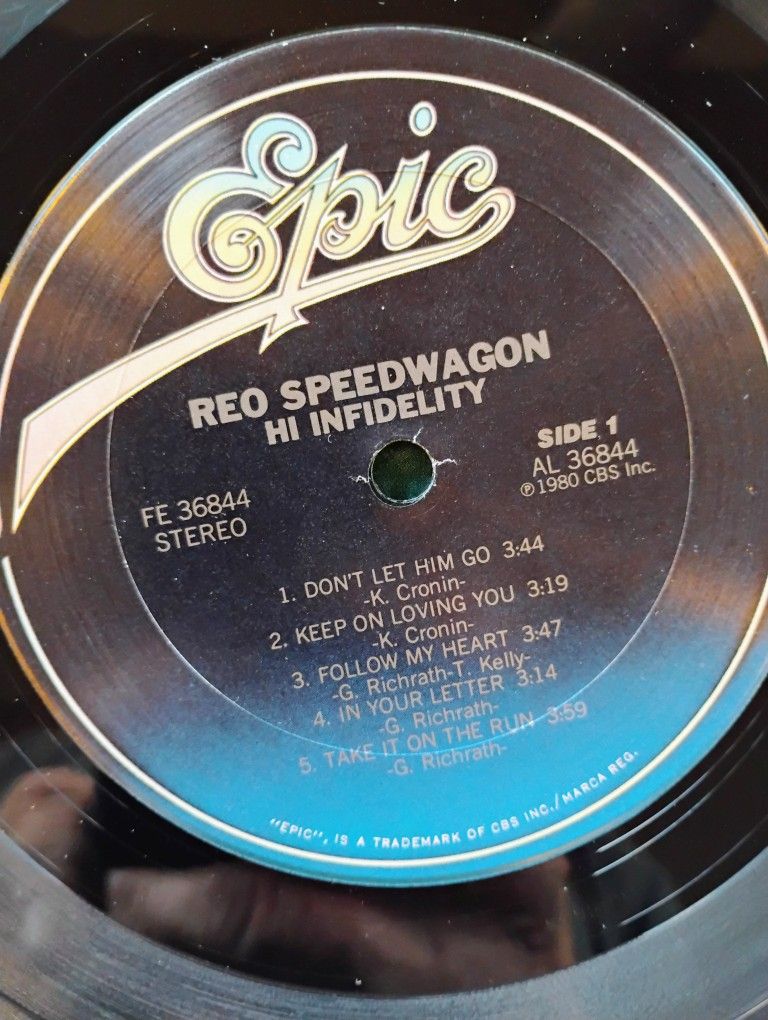 Epic
REO SPEEDWAGON
HI INFIDELITY
SIDE 1
AL 36844
℗ 1980 CBS Inc.
FE 36844
STEREO
1. DON'T LET HIM GO 3:44
-K. Cronin-
2. KEEP ON LOVING YOU 3:19
-K. Cronin-
3. FOLLOW MY HEART 3:47
-G. Richrath-T. Kelly-
4. IN YOUR LETTER 3:14
-G. Richrath-
5. TAKE IT ON THE RUN 3:59
-G. Richrath-
"EPIC", IS A TRADEMARK OF CBS INC./MARCA REG.